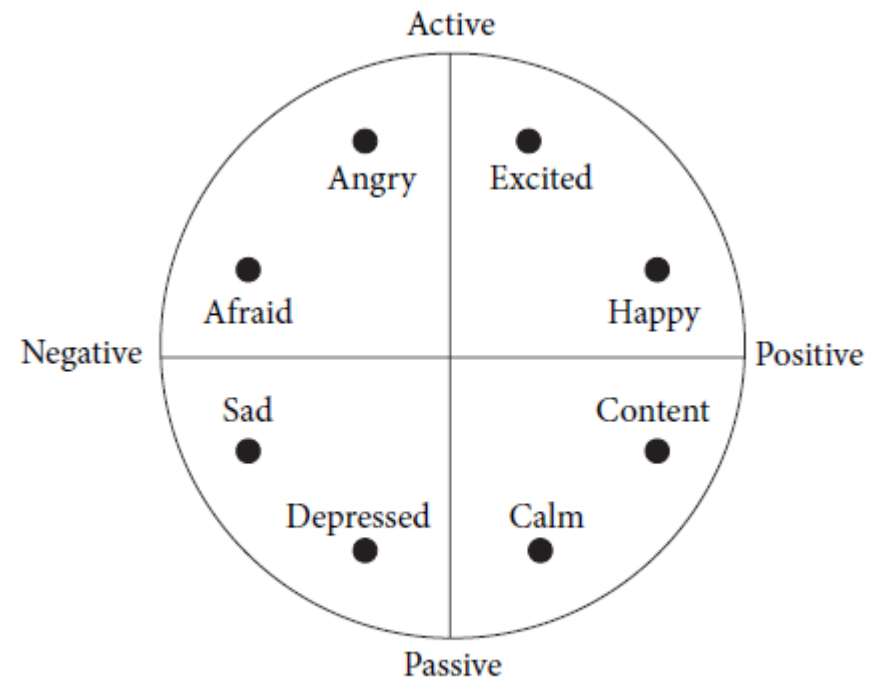 Active
Angry
Excited
Afraid
Happy
Negative
Positive
Sad
Content
Depressed
Calm
Passive